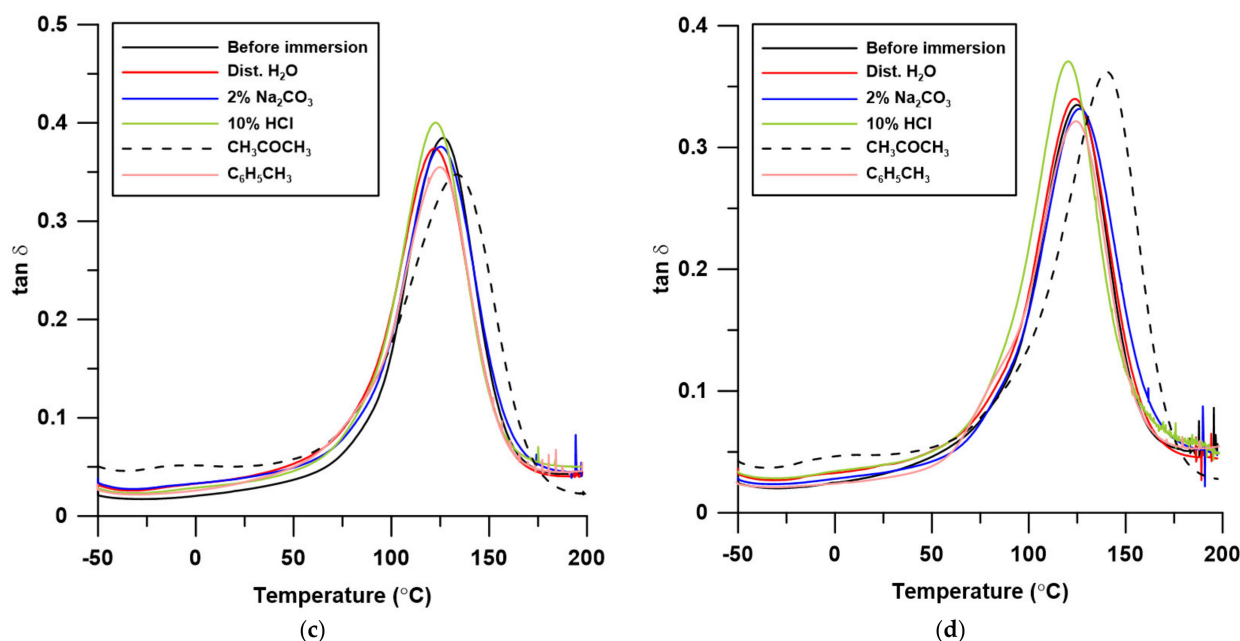 0.5
Before immersion
Dist. H₂O
2% Na₂CO₃
10% HCl
CH₃COCH₃
C₆H₅CH₃
0.4
0.3
0.2
0.1
0
tan δ
-50 0 50 100 150 200
Temperature (°C)
(c)
0.4
Before immersion
Dist. H₂O
2% Na₂CO₃
10% HCl
CH₃COCH₃
C₆H₅CH₃
0.3
0.2
0.1
0
tan δ
-50 0 50 100 150 200
Temperature (°C)
(d)